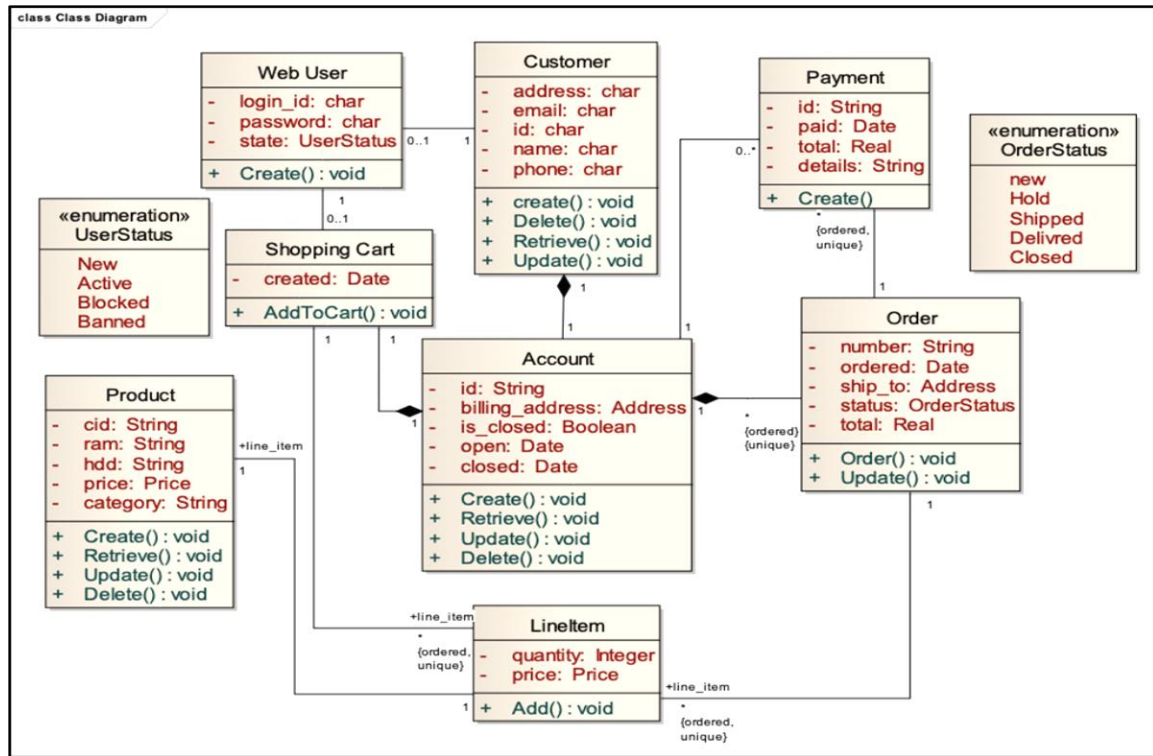 class Class Diagram
Web User
- login_id: char
- password: char
- state: UserStatus
+ Create() : void
Customer
- address: char
- email: char
- id: char
- name: char
- phone: char
+ create() : void
+ Delete() : void
+ Retrieve() : void
+ Update() : void
Payment
- id: String
- paid: Date
- total: Real
- details: String
+ Create()
«enumeration»
OrderStatus
new
Hold
Shipped
Delivred
Closed
0..1
1
0..*
1
0..1
*
{ordered,
unique}
«enumeration»
UserStatus
New
Active
Blocked
Banned
Shopping Cart
- created: Date
+ AddToCart() : void
1
1
1
1
1
1
Account
- id: String
- billing_address: Address
- is_closed: Boolean
- open: Date
- closed: Date
+ Create() : void
+ Retrieve() : void
+ Update() : void
+ Delete() : void
Order
- number: String
- ordered: Date
- ship_to: Address
- status: OrderStatus
- total: Real
+ Order() : void
+ Update() : void
1
1
*
{ordered}
{unique}
1
Product
- cid: String
- ram: String
- hdd: String
- price: Price
- category: String
+ Create() : void
+ Retrieve() : void
+ Update() : void
+ Delete() : void
+line_item
1
+line_item
*
{ordered,
unique}
1
LineItem
- quantity: Integer
- price: Price
+ Add() : void
+line_item
*
{ordered,
unique}